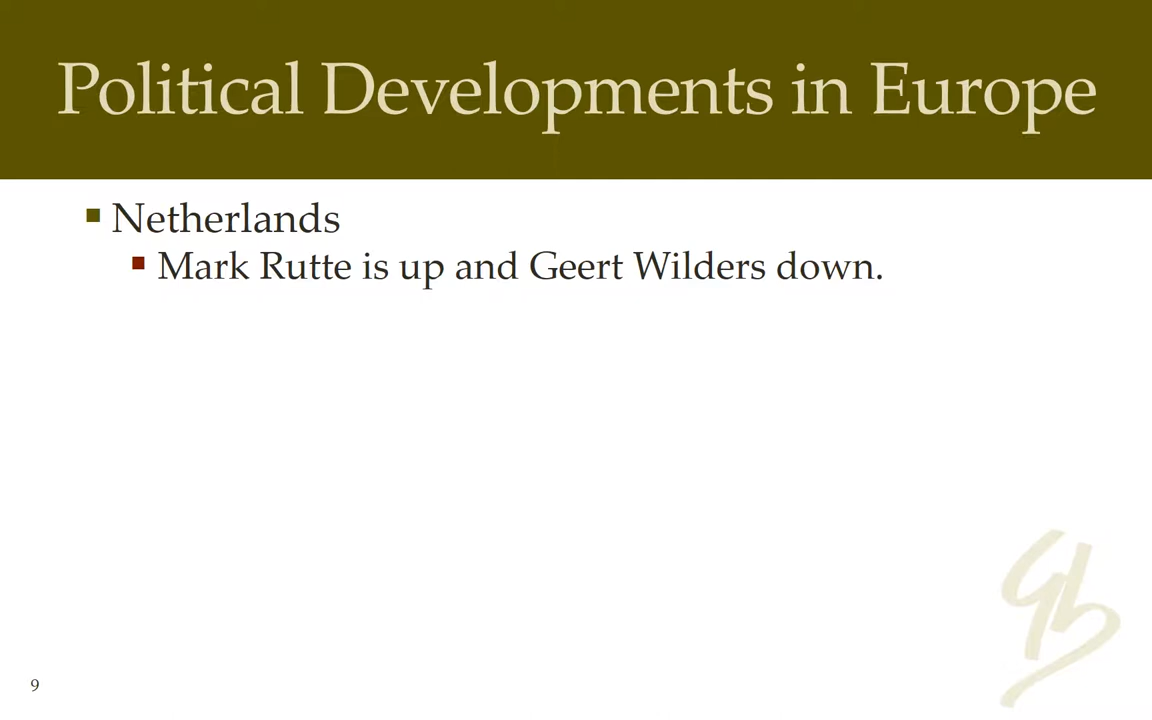 Political Developments in Europe
Netherlands
Mark Rutte is up and Geert Wilders down.
9